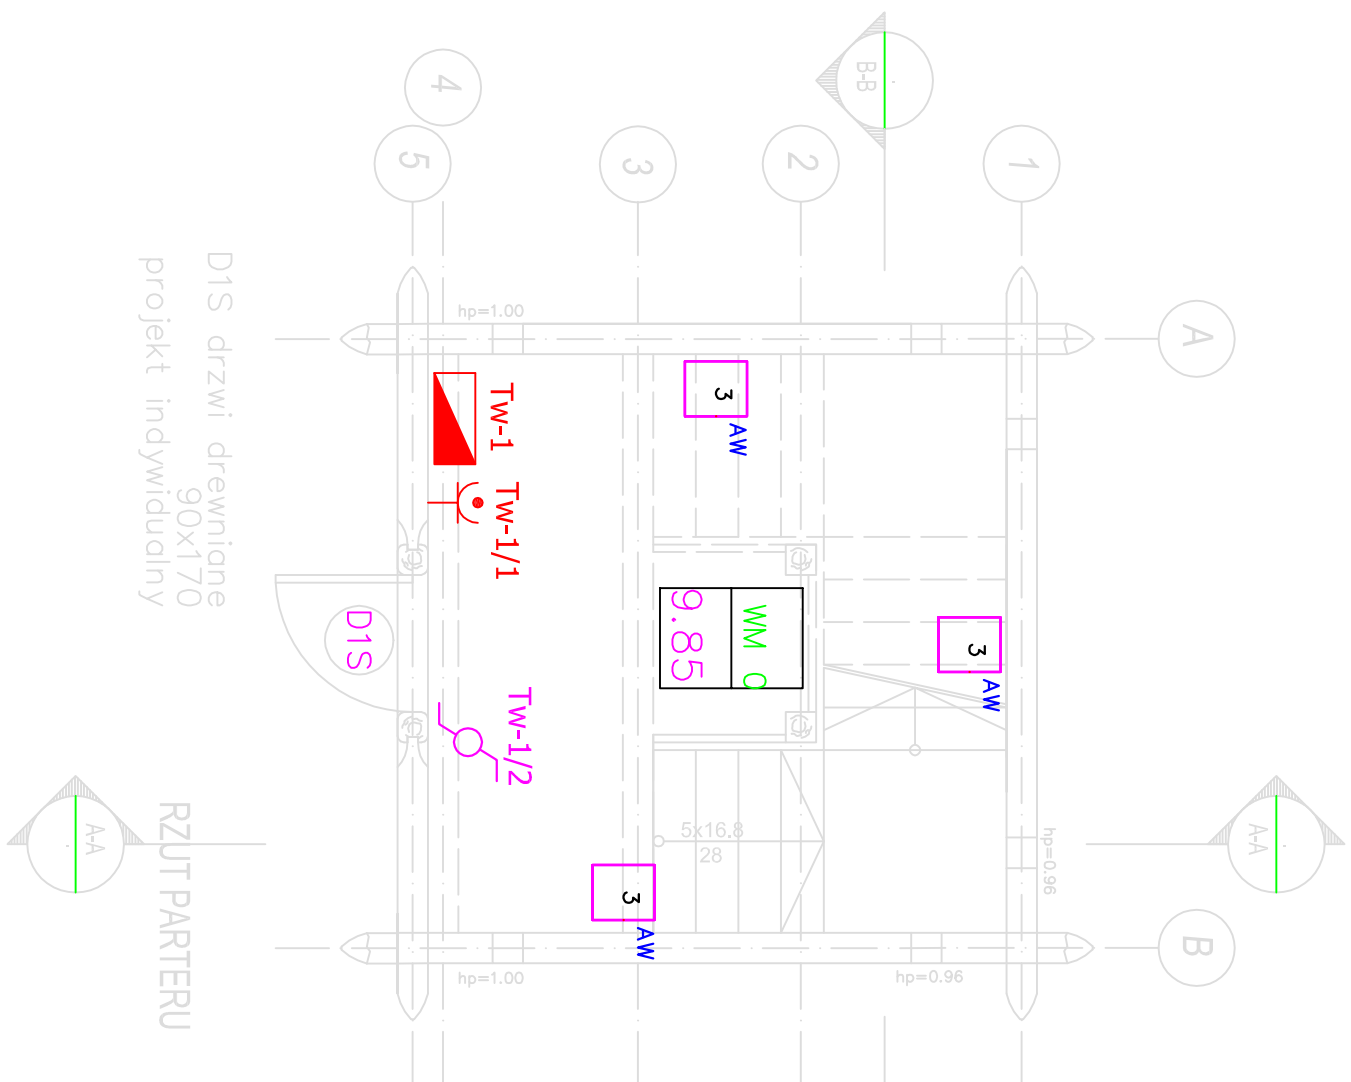 B-B
4
5
3
2
1
D1S drzwi drewniane
90x170
projekt indywidualny
hp=1.00
A
Tw-1
3
AW
Tw-1/1
D1S
9.85
WM 0
3
AW
Tw-1/2
5x16.8
28
hp=0.96
A-A
A-A
RZUT PARTERU
3
AW
B
hp=1.00
hp=0.96